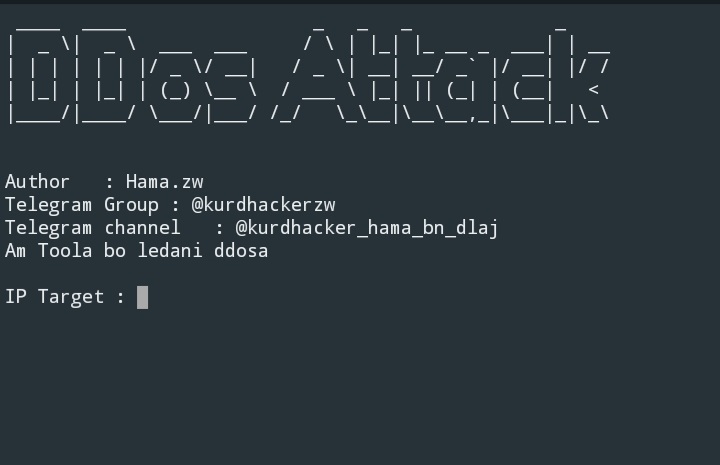 DDos Attack
Author : Hama.zw
Telegram Group : @kurdhackerzw
Telegram channel : @kurdhacker_hama_bn_dlaj
Am Toola bo ledani ddosa
IP Target :